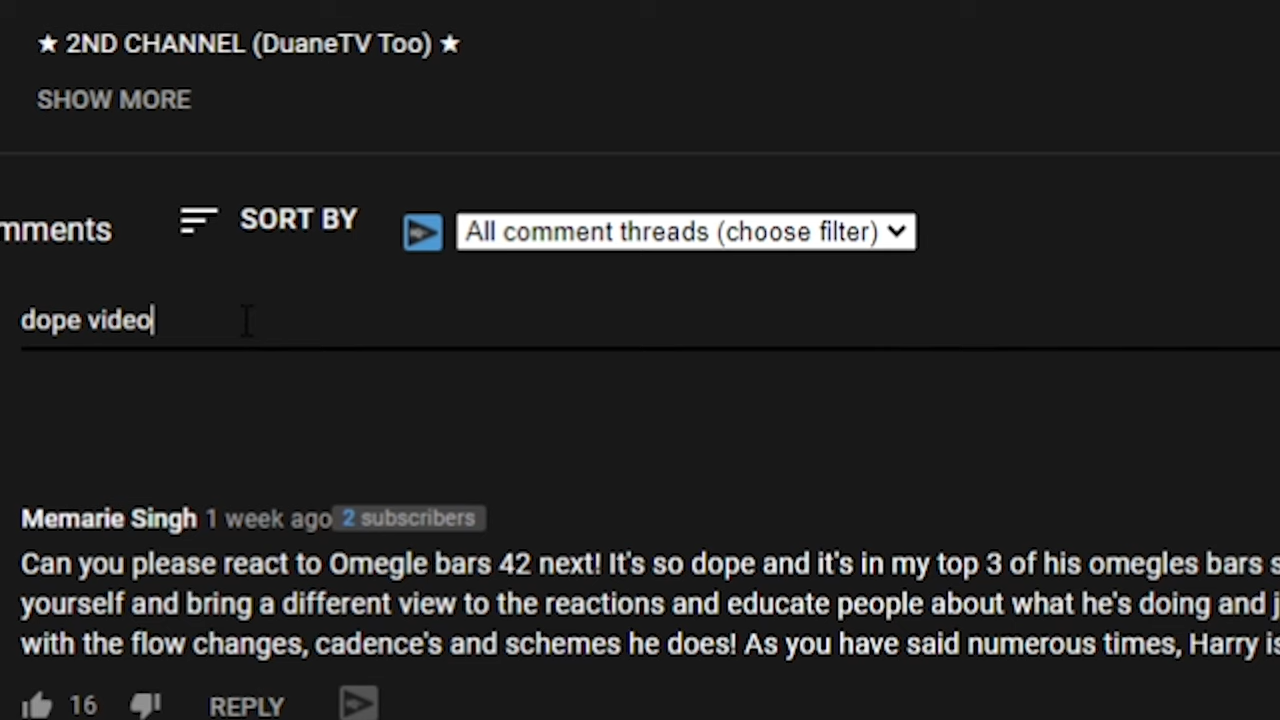 ★ 2ND CHANNEL (DuaneTV Too) ★
SHOW MORE
mments SORT BY All comment threads (choose filter)
dope video
Memarie Singh 1 week ago 2 subscribers
Can you please react to Omegle bars 42 next! It's so dope and it's in my top 3 of his omegles bars s
yourself and bring a different view to the reactions and educate people about what he's doing and j
with the flow changes, cadence's and schemes he does! As you have said numerous times, Harry is
16 REPLY